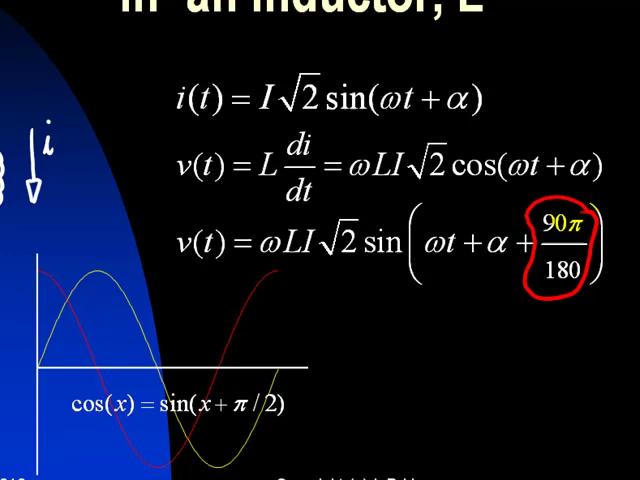 in an inductor, L
i(t) = I√2 sin(ωt + α)
i
v(t) = L di/dt = ωLI√2 cos(ωt + α)
v(t) = ωLI√2 sin(ωt + α + 90π/180)
cos(x) = sin(x + π / 2)